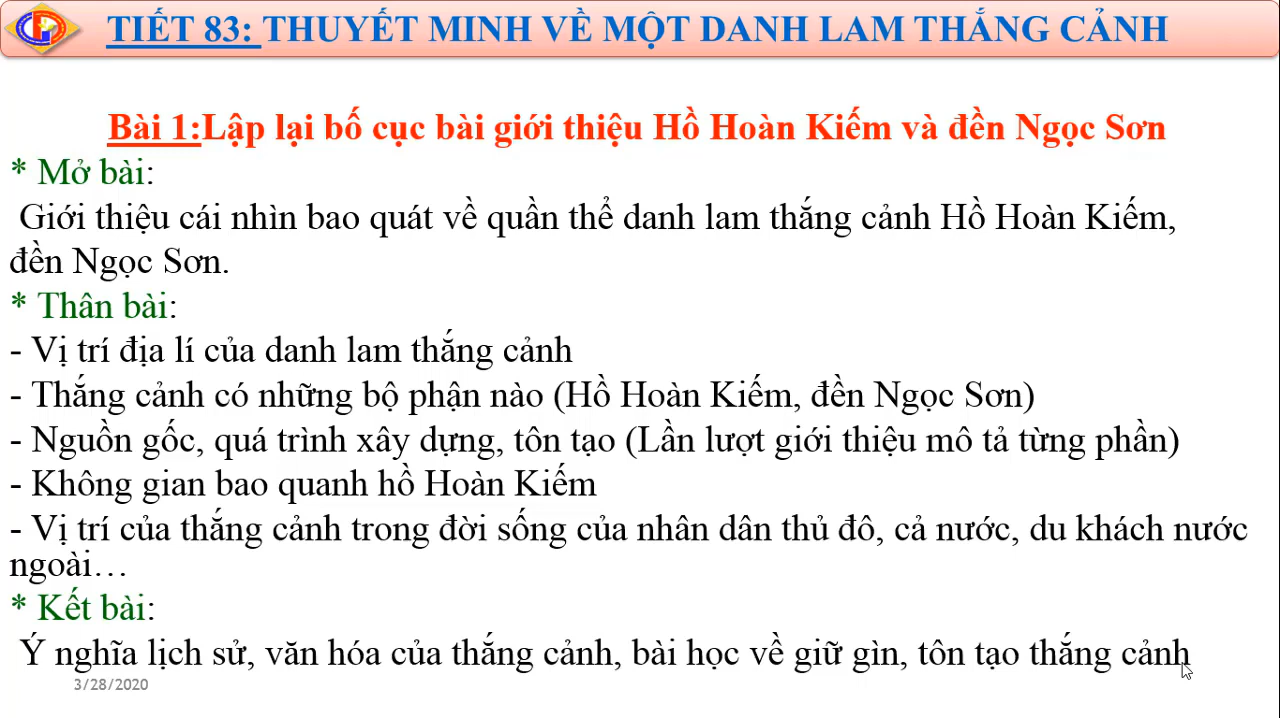 TIẾT 83: THUYẾT MINH VỀ MỘT DANH LAM THẮNG CẢNH
Bài 1:Lập lại bố cục bài giới thiệu Hồ Hoàn Kiếm và đền Ngọc Sơn
* Mở bài:
Giới thiệu cái nhìn bao quát về quần thể danh lam thắng cảnh Hồ Hoàn Kiếm,
đền Ngọc Sơn.
* Thân bài:
- Vị trí địa lí của danh lam thắng cảnh
- Thắng cảnh có những bộ phận nào (Hồ Hoàn Kiếm, đền Ngọc Sơn)
- Nguồn gốc, quá trình xây dựng, tôn tạo (Lần lượt giới thiệu mô tả từng phần)
- Không gian bao quanh hồ Hoàn Kiếm
- Vị trí của thắng cảnh trong đời sống của nhân dân thủ đô, cả nước, du khách nước
ngoài…
* Kết bài:
Ý nghĩa lịch sử, văn hóa của thắng cảnh, bài học về giữ gìn, tôn tạo thắng cảnh
3/28/2020